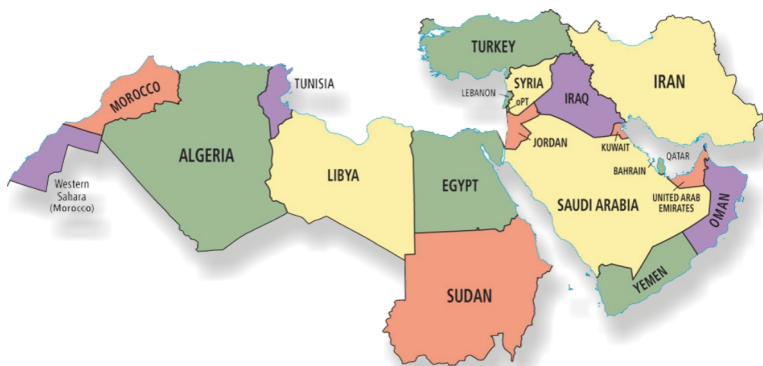 TURKEY
SYRIA
LEBANON
oPT
IRAQ
IRAN
MOROCCO
TUNISIA
ALGERIA
LIBYA
EGYPT
JORDAN
KUWAIT
BAHRAIN
QATAR
SAUDI ARABIA
UNITED ARAB
EMIRATES
OMAN
YEMEN
Western
Sahara
(Morocco)
SUDAN